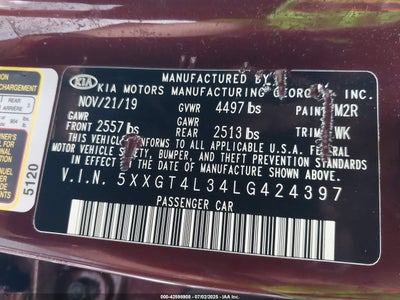 MANUFACTURED BY
KIA
KIA MOTORS MANUFACTURING GEORGIA, INC.
NOV/21/19
GVWR 4497 lbs
PAINT M2R
GAWR
FRONT 2557 lbs
GAWR
2513 lbs
TRIM WK
THIS VEHICLE CONFORMS TO ALL APPLICABLE U.S.A. FEDERAL
MOTOR VEHICLE SAFETY, BUMPER, AND THEFT PREVENTION STANDARDS
IN EFFECT ON THE DATE OF MANUFACTURE SHOWN ABOVE.
V.I.N. 5XXGT4L34LG424397
PASSENGER CAR
5120
000-42598908 - 07/02/2025 - IAA Inc.